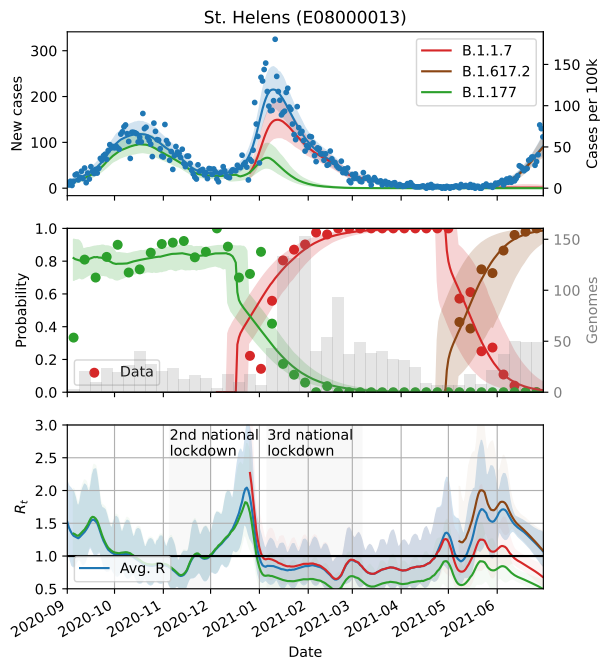 St. Helens (E08000013)
New cases
300
200
100
0
B.1.1.7
B.1.617.2
B.1.177
150
100
50
0
Cases per 100k
Probability
1.0
0.8
0.6
0.4
0.2
0.0
Data
150
100
50
0
Genomes
R_t
3.0
2.5
2.0
1.5
1.0
0.5
2nd national
lockdown
3rd national
lockdown
Avg. R
2020-09
2020-10
2020-11
2020-12
2021-01
2021-02
2021-03
2021-04
2021-05
2021-06
Date